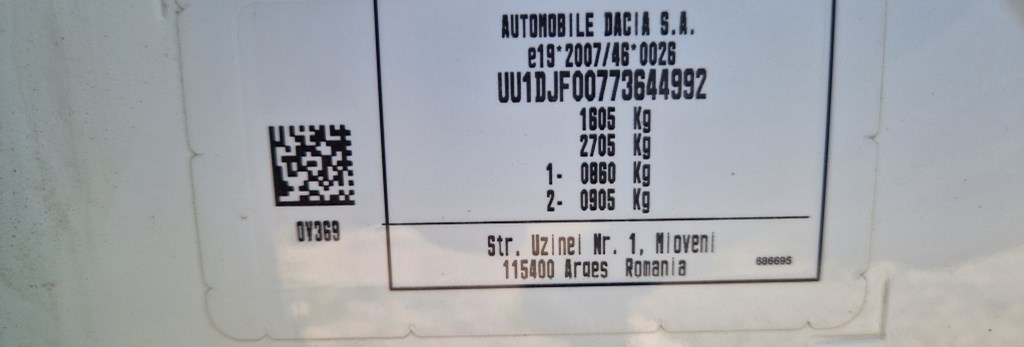 AUTOMOBILE DACIA S.A.
e19*2007/46*0026
UU1DJF00773644992
1605 Kg
2705 Kg
1- 0860 Kg
2- 0905 Kg
0V369
Str. Uzinei Nr. 1, Mioveni
115400 Arges Romania
686695